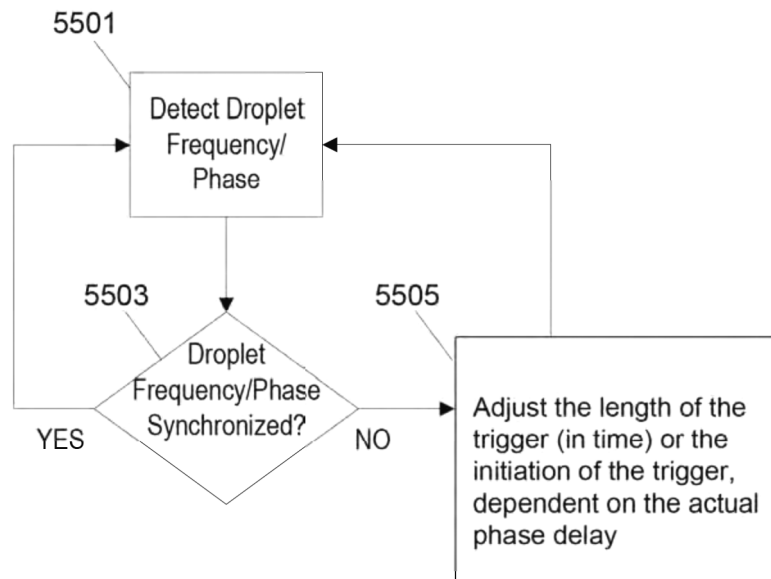 5501
Detect Droplet
Frequency/
Phase
5503
Droplet
Frequency/Phase
Synchronized?
YES
NO
5505
Adjust the length of the
trigger (in time) or the
initiation of the trigger,
dependent on the actual
phase delay